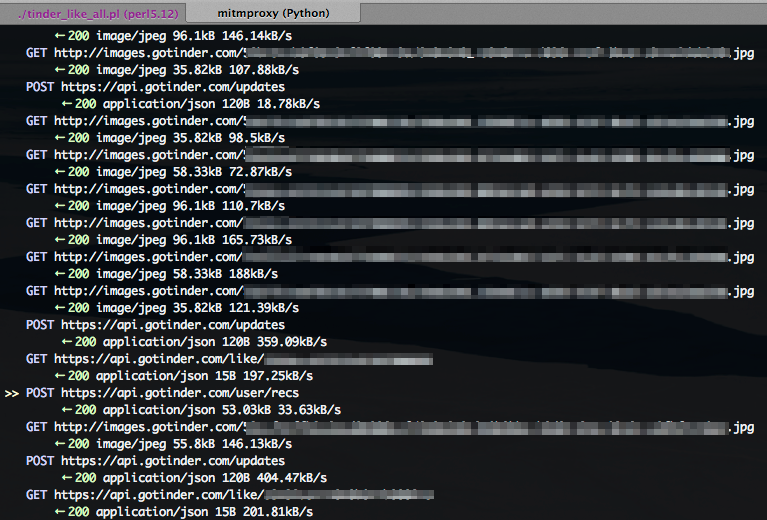 ./tinder_like_all.pl (perl5.12) mitmproxy (Python)
←200 image/jpeg 96.1kB 146.14kB/s
GET http://images.gotinder.com/ .jpg
←200 image/jpeg 35.82kB 107.88kB/s
POST https://api.gotinder.com/updates
←200 application/json 120B 18.78kB/s
GET http://images.gotinder.com/ .jpg
←200 image/jpeg 35.82kB 98.5kB/s
GET http://images.gotinder.com/ .jpg
←200 image/jpeg 58.33kB 72.87kB/s
GET http://images.gotinder.com/ .jpg
←200 image/jpeg 96.1kB 110.7kB/s
GET http://images.gotinder.com/ .jpg
←200 image/jpeg 96.1kB 165.73kB/s
GET http://images.gotinder.com/ .jpg
←200 image/jpeg 58.33kB 188kB/s
GET http://images.gotinder.com/ .jpg
←200 image/jpeg 35.82kB 121.39kB/s
POST https://api.gotinder.com/updates
←200 application/json 120B 359.09kB/s
GET https://api.gotinder.com/like/
←200 application/json 15B 197.25kB/s
>> POST https://api.gotinder.com/user/recs
←200 application/json 53.03kB 33.63kB/s
GET http://images.gotinder.com/ .jpg
←200 image/jpeg 55.8kB 146.13kB/s
POST https://api.gotinder.com/updates
←200 application/json 120B 404.47kB/s
GET https://api.gotinder.com/like/
←200 application/json 15B 201.81kB/s